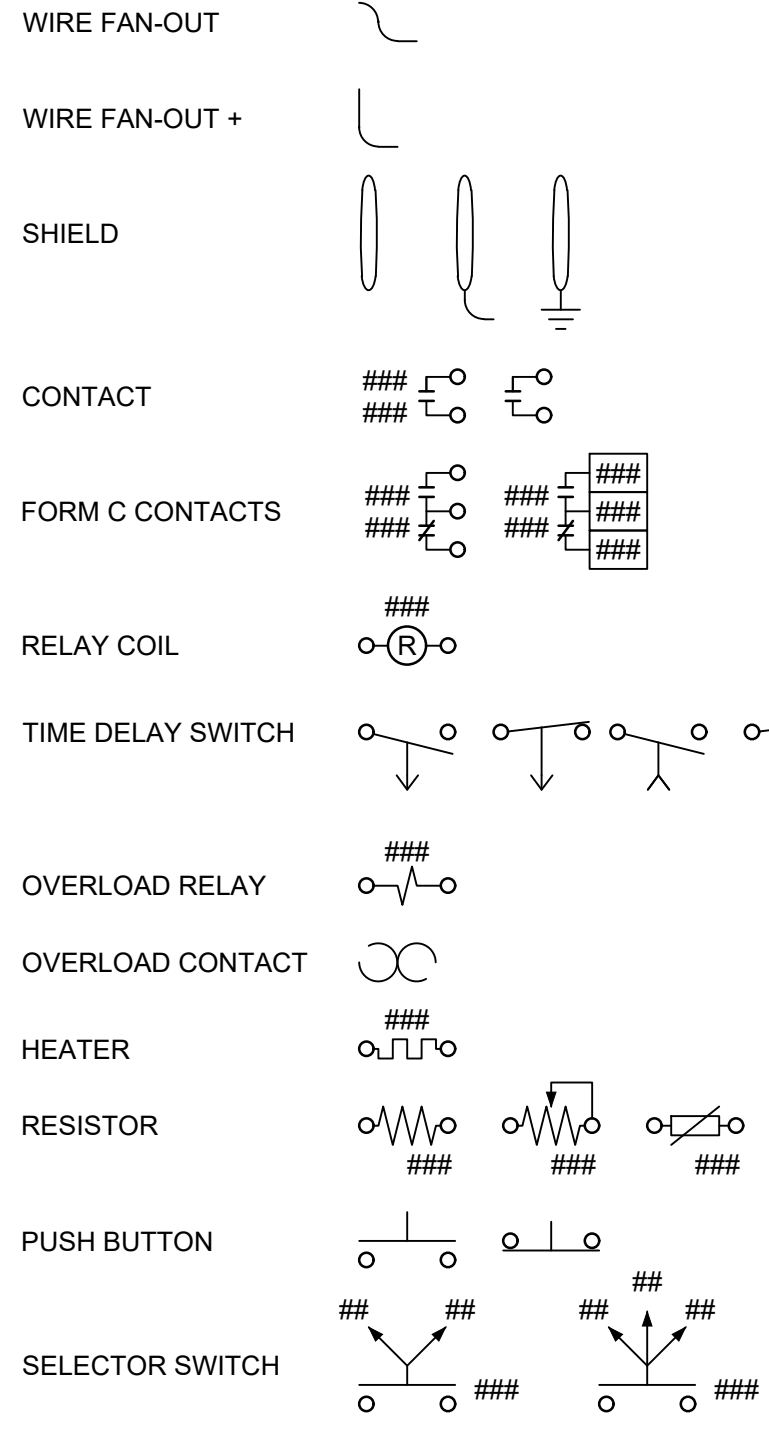 WIRE FAN-OUT
WIRE FAN-OUT +
SHIELD
CONTACT
###
###
FORM C CONTACTS
###
###
###
###
###
###
###
RELAY COIL
###
R
TIME DELAY SWITCH
OVERLOAD RELAY
###
OVERLOAD CONTACT
HEATER
###
RESISTOR
###
###
###
PUSH BUTTON
SELECTOR SWITCH
##
##
###
##
##
##
###